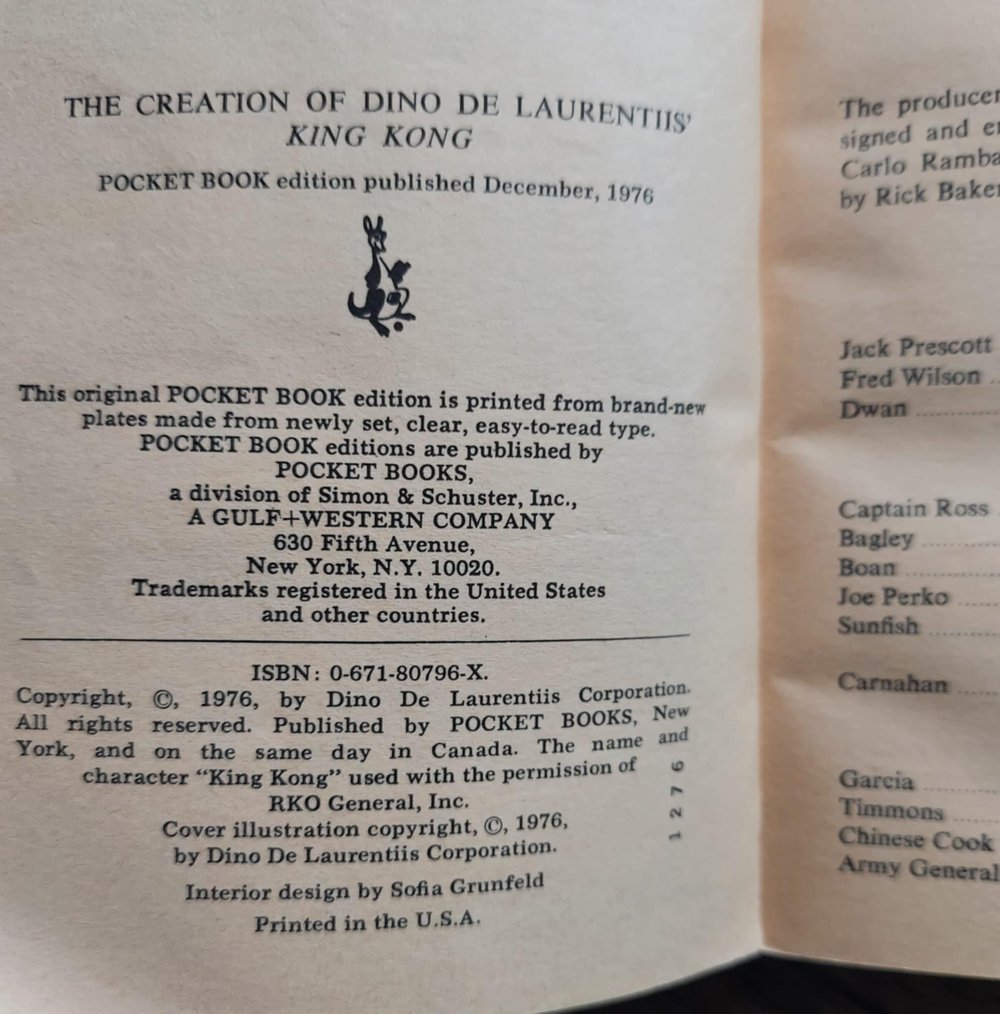 THE CREATION OF DINO DE LAURENTIIS'
KING KONG
POCKET BOOK edition published December, 1976
This original POCKET BOOK edition is printed from brand-new
plates made from newly set, clear, easy-to-read type.
POCKET BOOK editions are published by
POCKET BOOKS,
a division of Simon & Schuster, Inc.,
A GULF+WESTERN COMPANY
630 Fifth Avenue,
New York, N.Y. 10020.
Trademarks registered in the United States
and other countries.
ISBN: 0-671-80796-X.
Copyright, ©, 1976, by Dino De Laurentiis Corporation.
All rights reserved. Published by POCKET BOOKS, New
York, and on the same day in Canada. The name and
character "King Kong" used with the permission of
RKO General, Inc.
Cover illustration copyright, ©, 1976,
by Dino De Laurentiis Corporation.
Interior design by Sofia Grunfeld
Printed in the U.S.A.
1276
The producer
signed and
Carlo Ramba
by Rick Baker
Jack Prescott
Fred Wilson
Dwan
Captain Ross
Bagley
Boan
Joe Perko
Sunfish
Carnahan
Garcia
Timmons
Chinese Cook
Army General